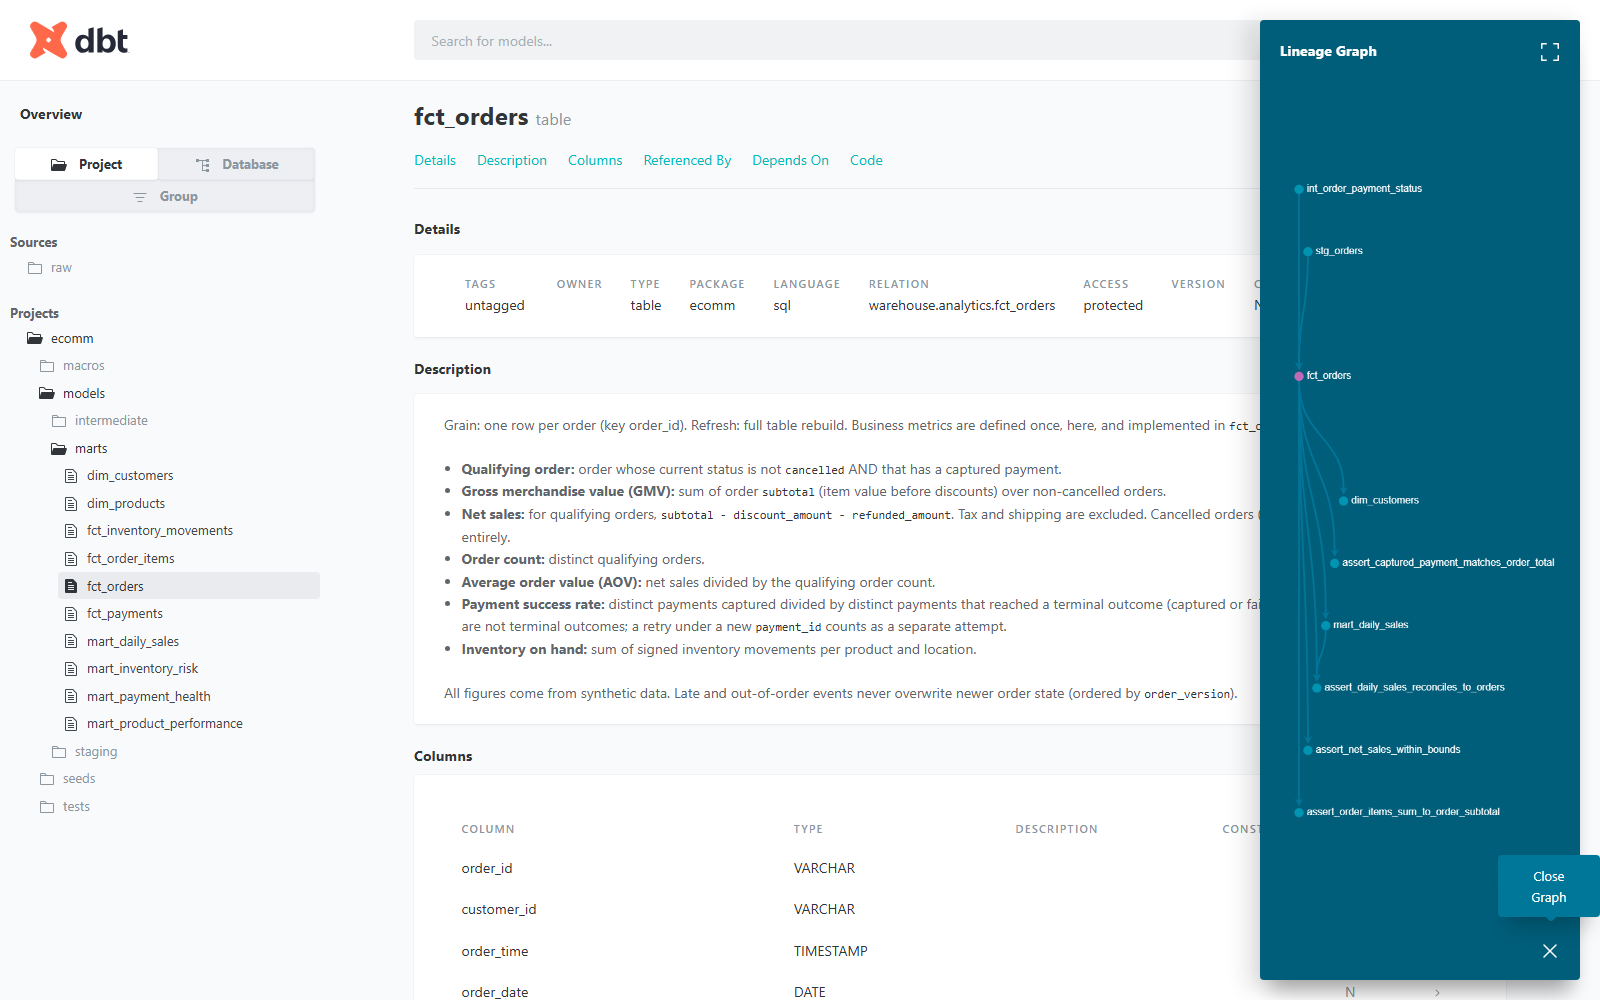 dbt
Search for models...
Overview
Project
Database
Group
Sources
raw
Projects
ecomm
macros
models
intermediate
marts
dim_customers
dim_products
fct_inventory_movements
fct_order_items
fct_orders
fct_payments
mart_daily_sales
mart_inventory_risk
mart_payment_health
mart_product_performance
staging
seeds
tests
fct_orders table
Details Description Columns Referenced By Depends On Code
Details
TAGS OWNER TYPE PACKAGE LANGUAGE RELATION ACCESS VERSION
untagged table ecomm sql warehouse.analytics.fct_orders protected
Description
Grain: one row per order (key order_id). Refresh: full table rebuild. Business metrics are defined once, here, and implemented in
Qualifying order: order whose current status is not cancelled AND that has a captured payment.
Gross merchandise value (GMV): sum of order subtotal (item value before discounts) over non-cancelled orders.
Net sales: for qualifying orders, subtotal - discount_amount - refunded_amount. Tax and shipping are excluded. Cancelled orders (
entirely.
Order count: distinct qualifying orders.
Average order value (AOV): net sales divided by the qualifying order count.
Payment success rate: distinct payments captured divided by distinct payments that reached a terminal outcome (captured or fai
are not terminal outcomes; a retry under a new payment_id counts as a separate attempt.
Inventory on hand: sum of signed inventory movements per product and location.
All figures come from synthetic data. Late and out-of-order events never overwrite newer order state (ordered by order_version).
Columns
COLUMN TYPE DESCRIPTION CONST
order_id VARCHAR
customer_id VARCHAR
order_time TIMESTAMP
order_date DATE N
Lineage Graph
int_order_payment_status
stg_orders
fct_orders
dim_customers
assert_captured_payment_matches_order_total
mart_daily_sales
assert_daily_sales_reconciles_to_orders
assert_net_sales_within_bounds
assert_order_items_sum_to_order_subtotal
Close
Graph